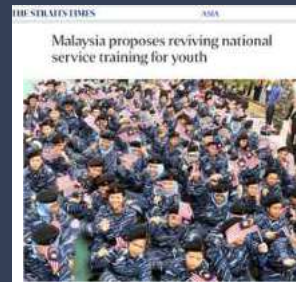 THE STRAITS TIMES
ASIA
Malaysia proposes reviving national
service training for youth